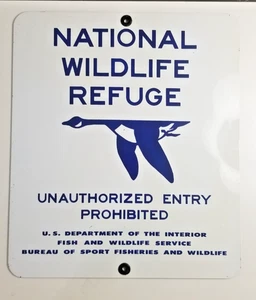 NATIONAL
WILDLIFE
REFUGE
UNAUTHORIZED ENTRY
PROHIBITED
U.S. DEPARTMENT OF THE INTERIOR
FISH AND WILDLIFE SERVICE
BUREAU OF SPORT FISHERIES AND WILDLIFE